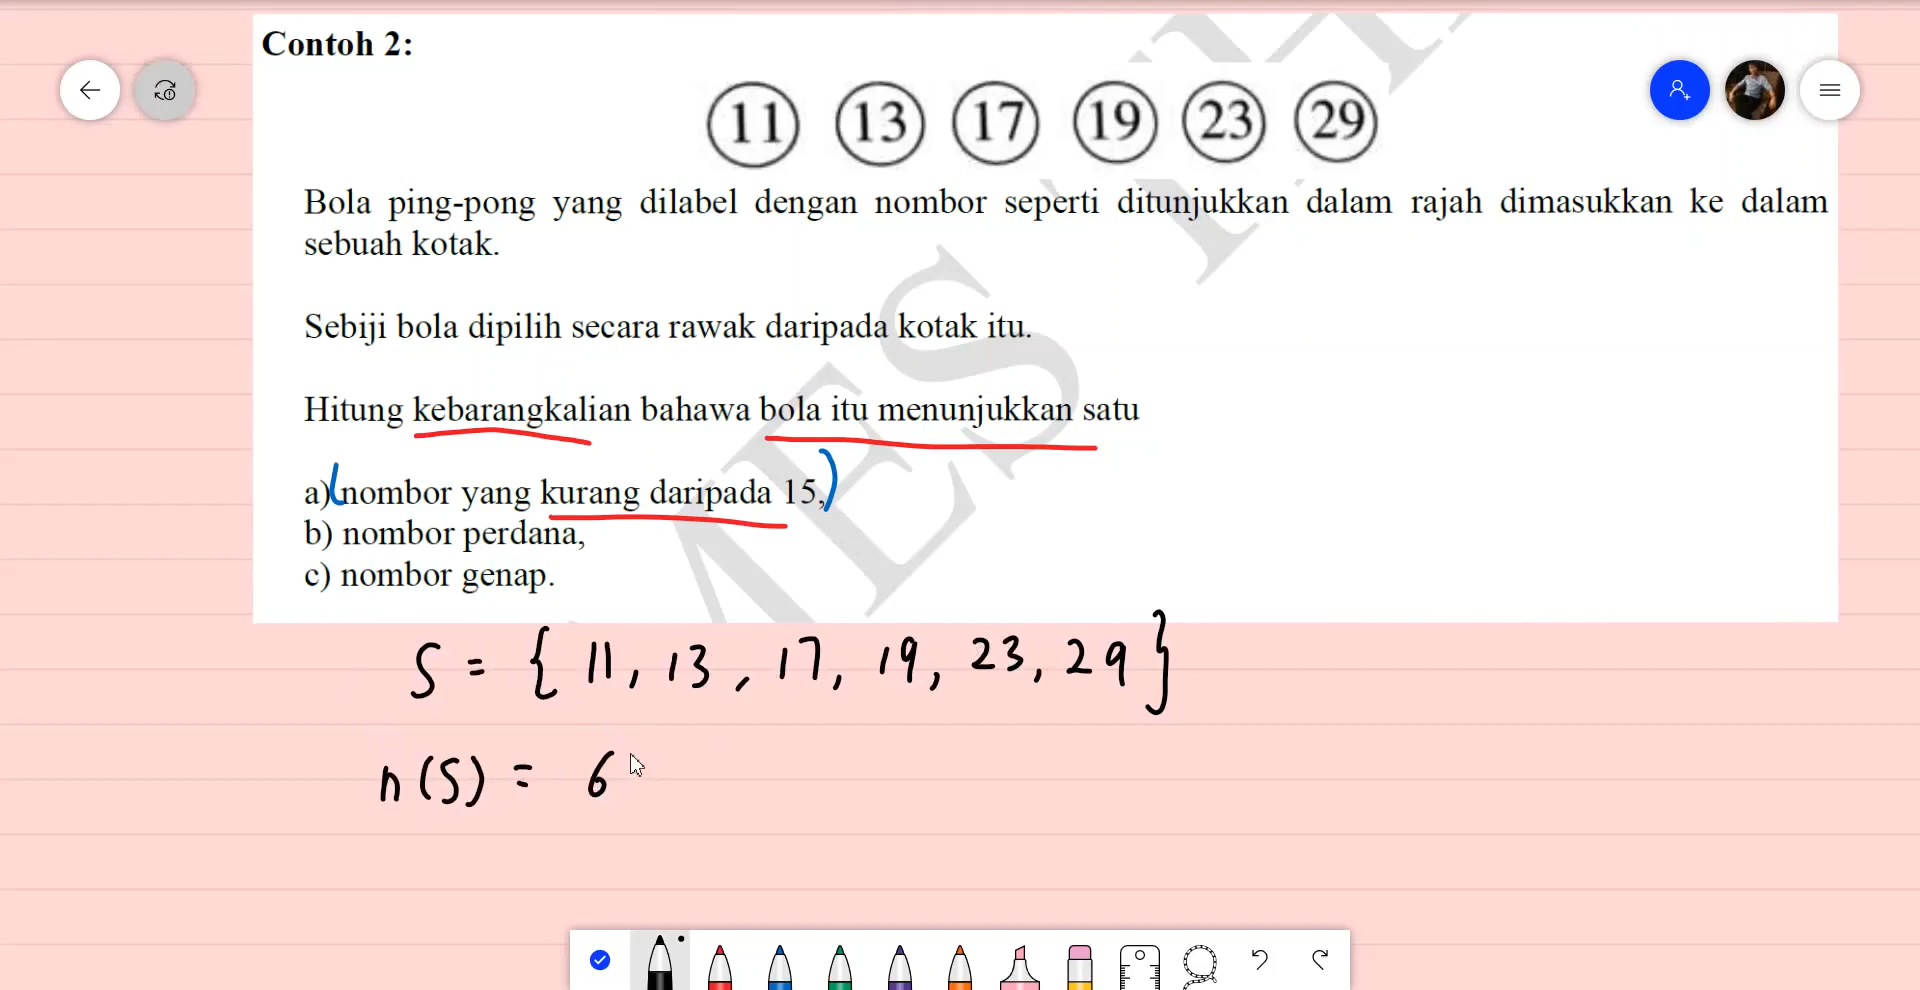 Contoh 2:
11 13 17 19 23 29
Bola ping-pong yang dilabel dengan nombor seperti ditunjukkan dalam rajah dimasukkan ke dalam
sebuah kotak.
Sebiji bola dipilih secara rawak daripada kotak itu.
Hitung kebarangkalian bahawa bola itu menunjukkan satu
a) (nombor yang kurang daripada 15,)
b) nombor perdana,
c) nombor genap.
S = { 11, 13, 17, 19, 23, 29 }
n(S) = 6